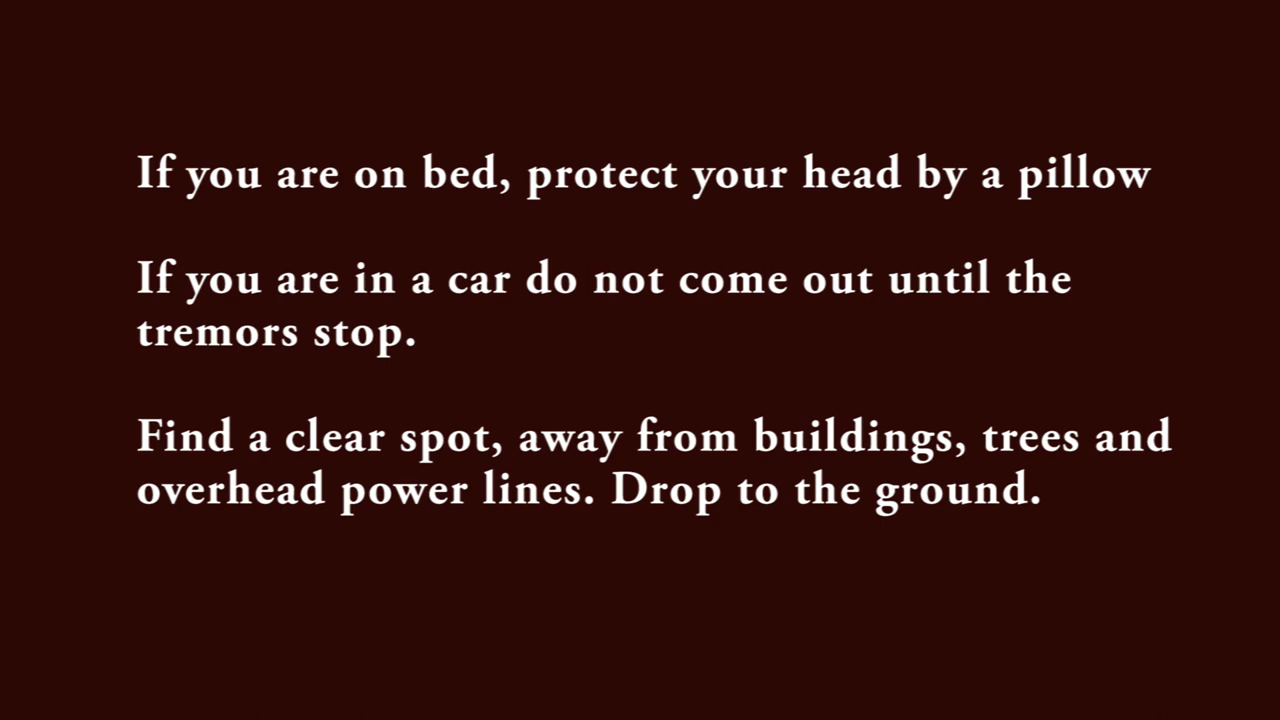 If you are on bed, protect your head by a pillow
If you are in a car do not come out until the
tremors stop.
Find a clear spot, away from buildings, trees and
overhead power lines. Drop to the ground.